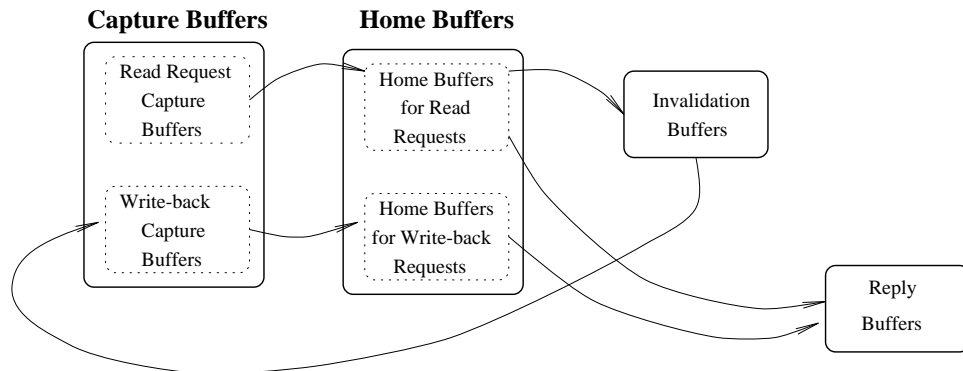 Capture Buffers
Home Buffers
Read Request
Capture
Buffers
Home Buffers
for Read
Requests
Invalidation
Buffers
Write-back
Capture
Buffers
Home Buffers
for Write-back
Requests
Reply
Buffers